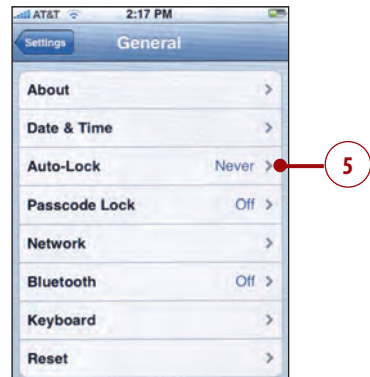 AT&T 2:17 PM
Settings General
About
Date & Time
Auto-Lock Never
5
Passcode Lock Off
Network
Bluetooth Off
Keyboard
Reset